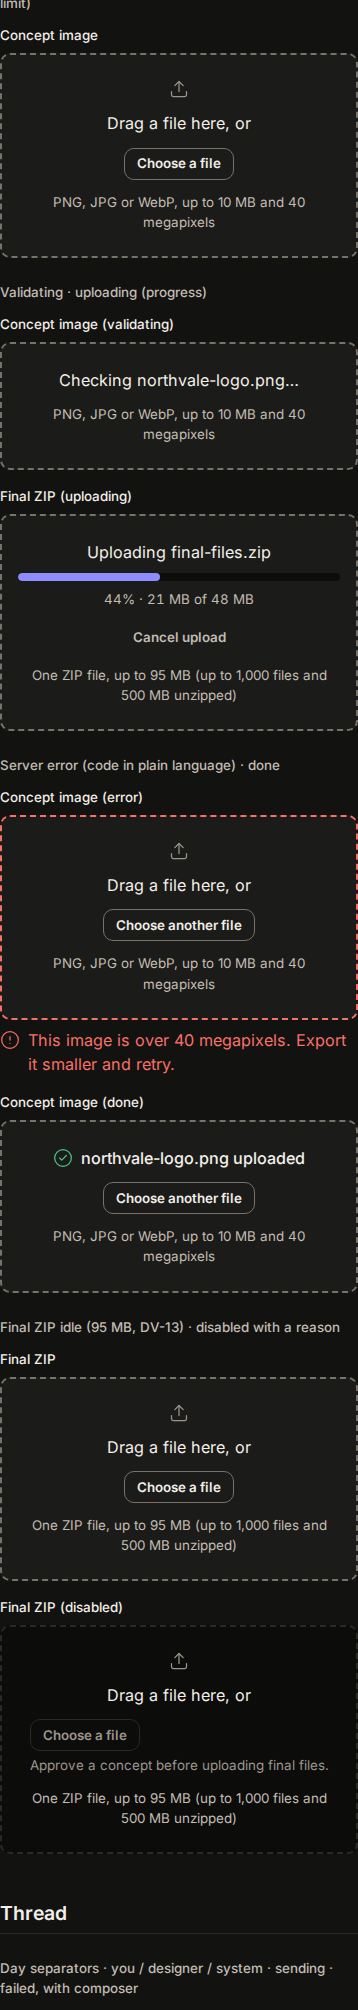 limit)
Concept image
Drag a file here, or
Choose a file
PNG, JPG or WebP, up to 10 MB and 40
megapixels
Validating · uploading (progress)
Concept image (validating)
Checking northvale-logo.png…
PNG, JPG or WebP, up to 10 MB and 40
megapixels
Final ZIP (uploading)
Uploading final-files.zip
44% · 21 MB of 48 MB
Cancel upload
One ZIP file, up to 95 MB (up to 1,000 files and
500 MB unzipped)
Server error (code in plain language) · done
Concept image (error)
Drag a file here, or
Choose another file
PNG, JPG or WebP, up to 10 MB and 40
megapixels
This image is over 40 megapixels. Export
it smaller and retry.
Concept image (done)
northvale-logo.png uploaded
Choose another file
PNG, JPG or WebP, up to 10 MB and 40
megapixels
Final ZIP idle (95 MB, DV-13) · disabled with a reason
Final ZIP
Drag a file here, or
Choose a file
One ZIP file, up to 95 MB (up to 1,000 files and
500 MB unzipped)
Final ZIP (disabled)
Drag a file here, or
Choose a file
Approve a concept before uploading final files.
One ZIP file, up to 95 MB (up to 1,000 files and
500 MB unzipped)
Thread
Day separators · you / designer / system · sending ·
failed, with composer